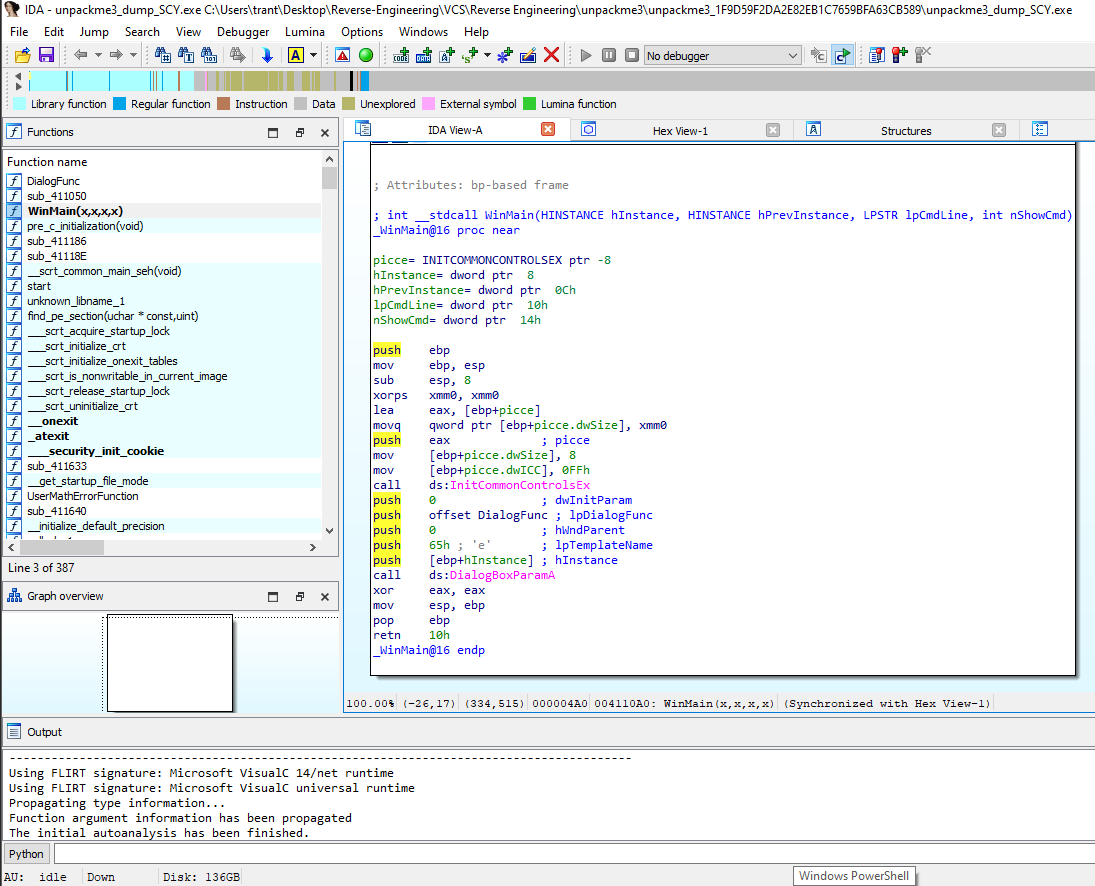 IDA - unpackme3_dump_SCY.exe C:\Users\trant\Desktop\Reverse-Engineering\VCS\Reverse Engineering\unpackme3\unpackme3_1F9D59F2DA2E82EB1C7659BFA63CB589\unpackme3_dump_SCY.exe
File Edit Jump Search View Debugger Lumina Options Windows Help
No debugger
Library function Regular function Instruction Data Unexplored External symbol Lumina function
Functions
IDA View-A Hex View-1 Structures
Function name
DialogFunc
sub_411050
WinMain(x,x,x,x)
pre_c_initialization(void)
sub_411186
sub_41118E
__scrt_common_main_seh(void)
start
unknown_libname_1
find_pe_section(uchar * const,uint)
___scrt_acquire_startup_lock
___scrt_initialize_crt
___scrt_initialize_onexit_tables
___scrt_is_nonwritable_in_current_image
___scrt_release_startup_lock
___scrt_uninitialize_crt
__onexit
_atexit
___security_init_cookie
sub_411633
__get_startup_file_mode
UserMathErrorFunction
sub_411640
__initialize_default_precision
Line 3 of 387
Graph overview
; Attributes: bp-based frame
; int __stdcall WinMain(HINSTANCE hInstance, HINSTANCE hPrevInstance, LPSTR lpCmdLine, int nShowCmd)
_WinMain@16 proc near
picce= INITCOMMONCONTROLSEX ptr -8
hInstance= dword ptr  8
hPrevInstance= dword ptr  0Ch
lpCmdLine= dword ptr  10h
nShowCmd= dword ptr  14h
push    ebp
mov     ebp, esp
sub     esp, 8
xorps   xmm0, xmm0
lea     eax, [ebp+picce]
movq    qword ptr [ebp+picce.dwSize], xmm0
push    eax             ; picce
mov     [ebp+picce.dwSize], 8
mov     [ebp+picce.dwICC], 0FFh
call    ds:InitCommonControlsEx
push    0               ; dwInitParam
push    offset DialogFunc ; lpDialogFunc
push    0               ; hWndParent
push    65h ; 'e'       ; lpTemplateName
push    [ebp+hInstance] ; hInstance
call    ds:DialogBoxParamA
xor     eax, eax
mov     esp, ebp
pop     ebp
retn    10h
_WinMain@16 endp
100.00% (-26,17) (334,515) 000004A0 004110A0: WinMain(x,x,x,x) (Synchronized with Hex View-1)
Output
Using FLIRT signature: Microsoft VisualC 14/net runtime
Using FLIRT signature: Microsoft VisualC universal runtime
Propagating type information...
Function argument information has been propagated
The initial autoanalysis has been finished.
Python
AU: idle Down Disk: 136GB
Windows PowerShell